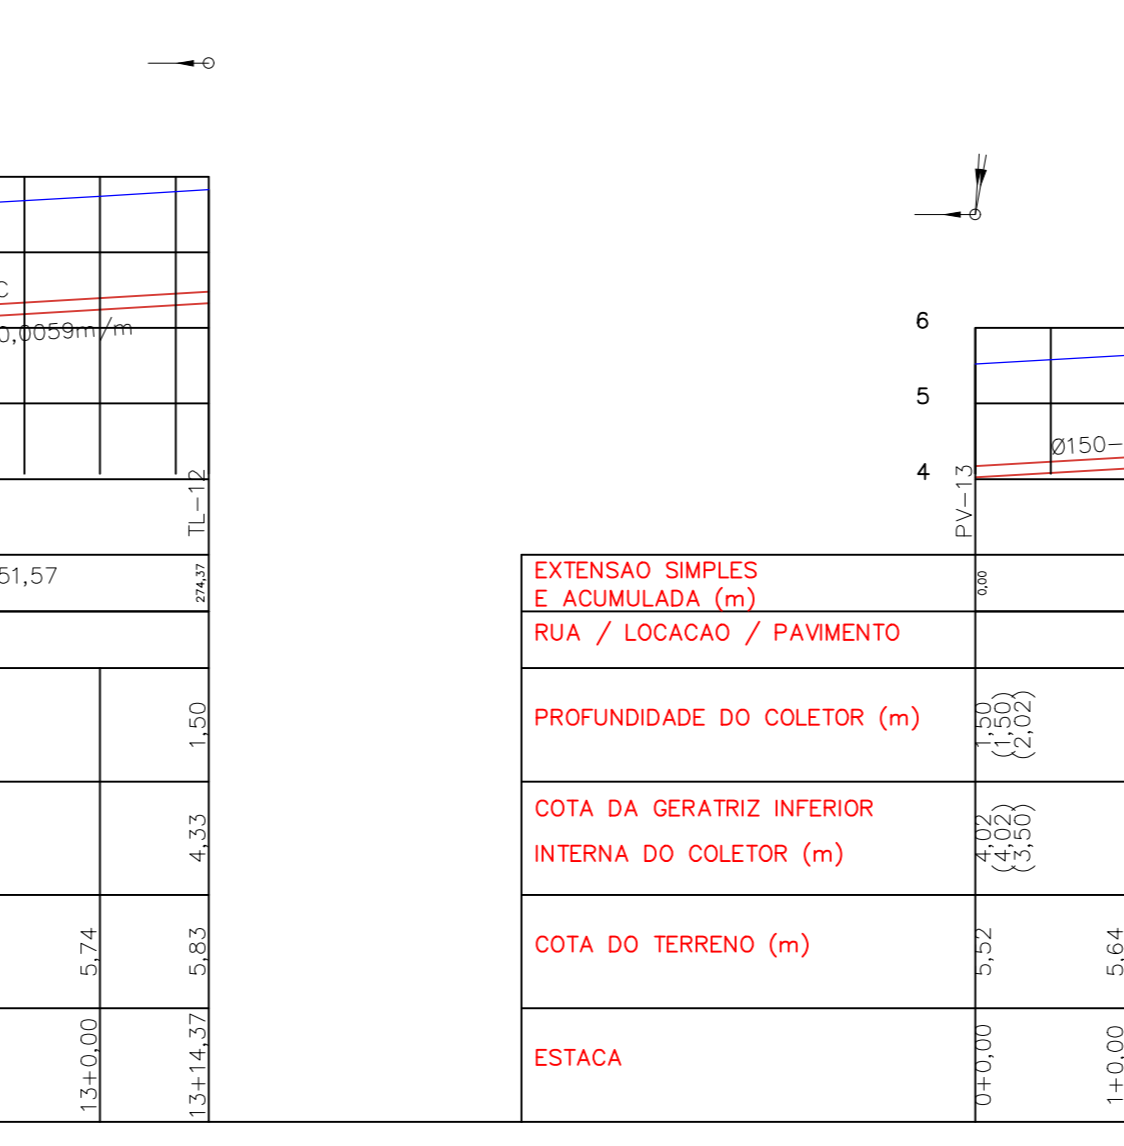 C
0,0059m/m
TL-12
51,57
274,37
1,50
4,33
5,74
5,83
13+0,00
13+14,37
6
5
4
Ø150-
PV-13
EXTENSAO SIMPLES
E ACUMULADA (m)
0,00
RUA / LOCACAO / PAVIMENTO
PROFUNDIDADE DO COLETOR (m)
1,50
(1,50)
(2,02)
COTA DA GERATRIZ INFERIOR
INTERNA DO COLETOR (m)
4,02
(4,02)
(3,50)
COTA DO TERRENO (m)
5,52
5,64
ESTACA
0+0,00
1+0,00